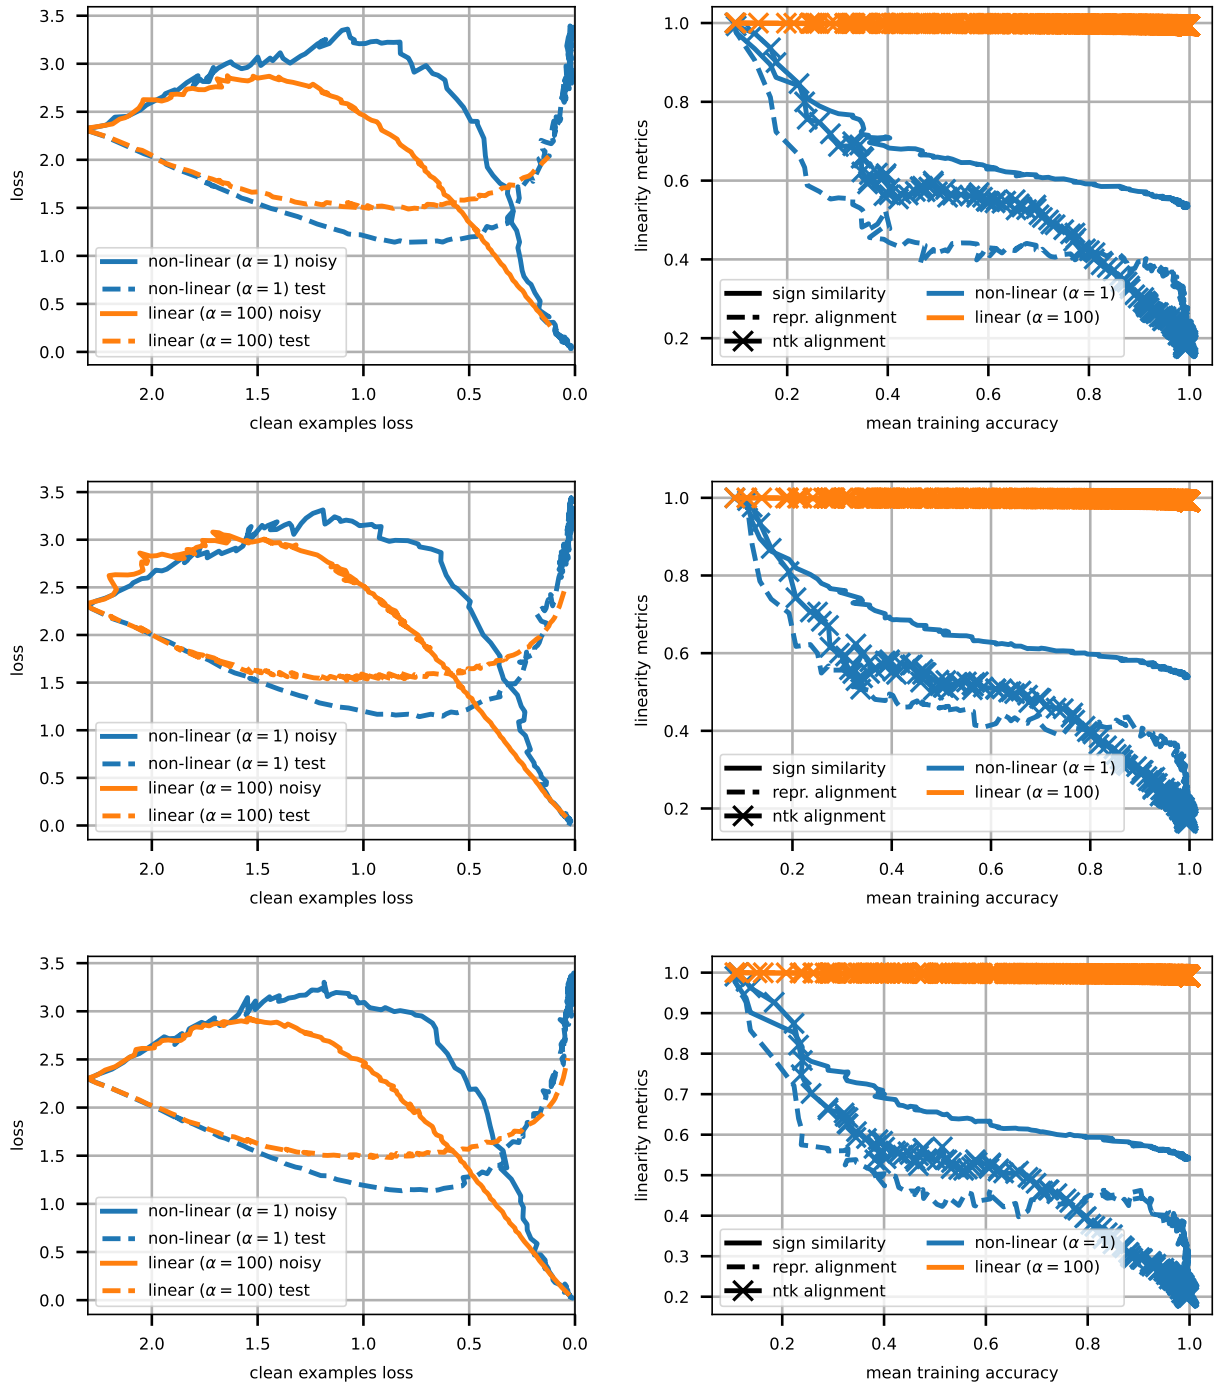 3.5
3.0
2.5
2.0
1.5
1.0
0.5
0.0
loss
non-linear (α = 1) noisy
non-linear (α = 1) test
linear (α = 100) noisy
linear (α = 100) test
2.0 1.5 1.0 0.5 0.0
clean examples loss
1.0
0.8
0.6
0.4
0.2
linearity metrics
sign similarity non-linear (α = 1)
repr. alignment linear (α = 100)
ntk alignment
0.2 0.4 0.6 0.8 1.0
mean training accuracy
3.5
3.0
2.5
2.0
1.5
1.0
0.5
0.0
loss
non-linear (α = 1) noisy
non-linear (α = 1) test
linear (α = 100) noisy
linear (α = 100) test
2.0 1.5 1.0 0.5 0.0
clean examples loss
1.0
0.8
0.6
0.4
0.2
linearity metrics
sign similarity non-linear (α = 1)
repr. alignment linear (α = 100)
ntk alignment
0.2 0.4 0.6 0.8 1.0
mean training accuracy
3.5
3.0
2.5
2.0
1.5
1.0
0.5
0.0
loss
non-linear (α = 1) noisy
non-linear (α = 1) test
linear (α = 100) noisy
linear (α = 100) test
2.0 1.5 1.0 0.5 0.0
clean examples loss
1.0
0.9
0.8
0.7
0.6
0.5
0.4
0.3
0.2
linearity metrics
sign similarity non-linear (α = 1)
repr. alignment linear (α = 100)
ntk alignment
0.2 0.4 0.6 0.8 1.0
mean training accuracy